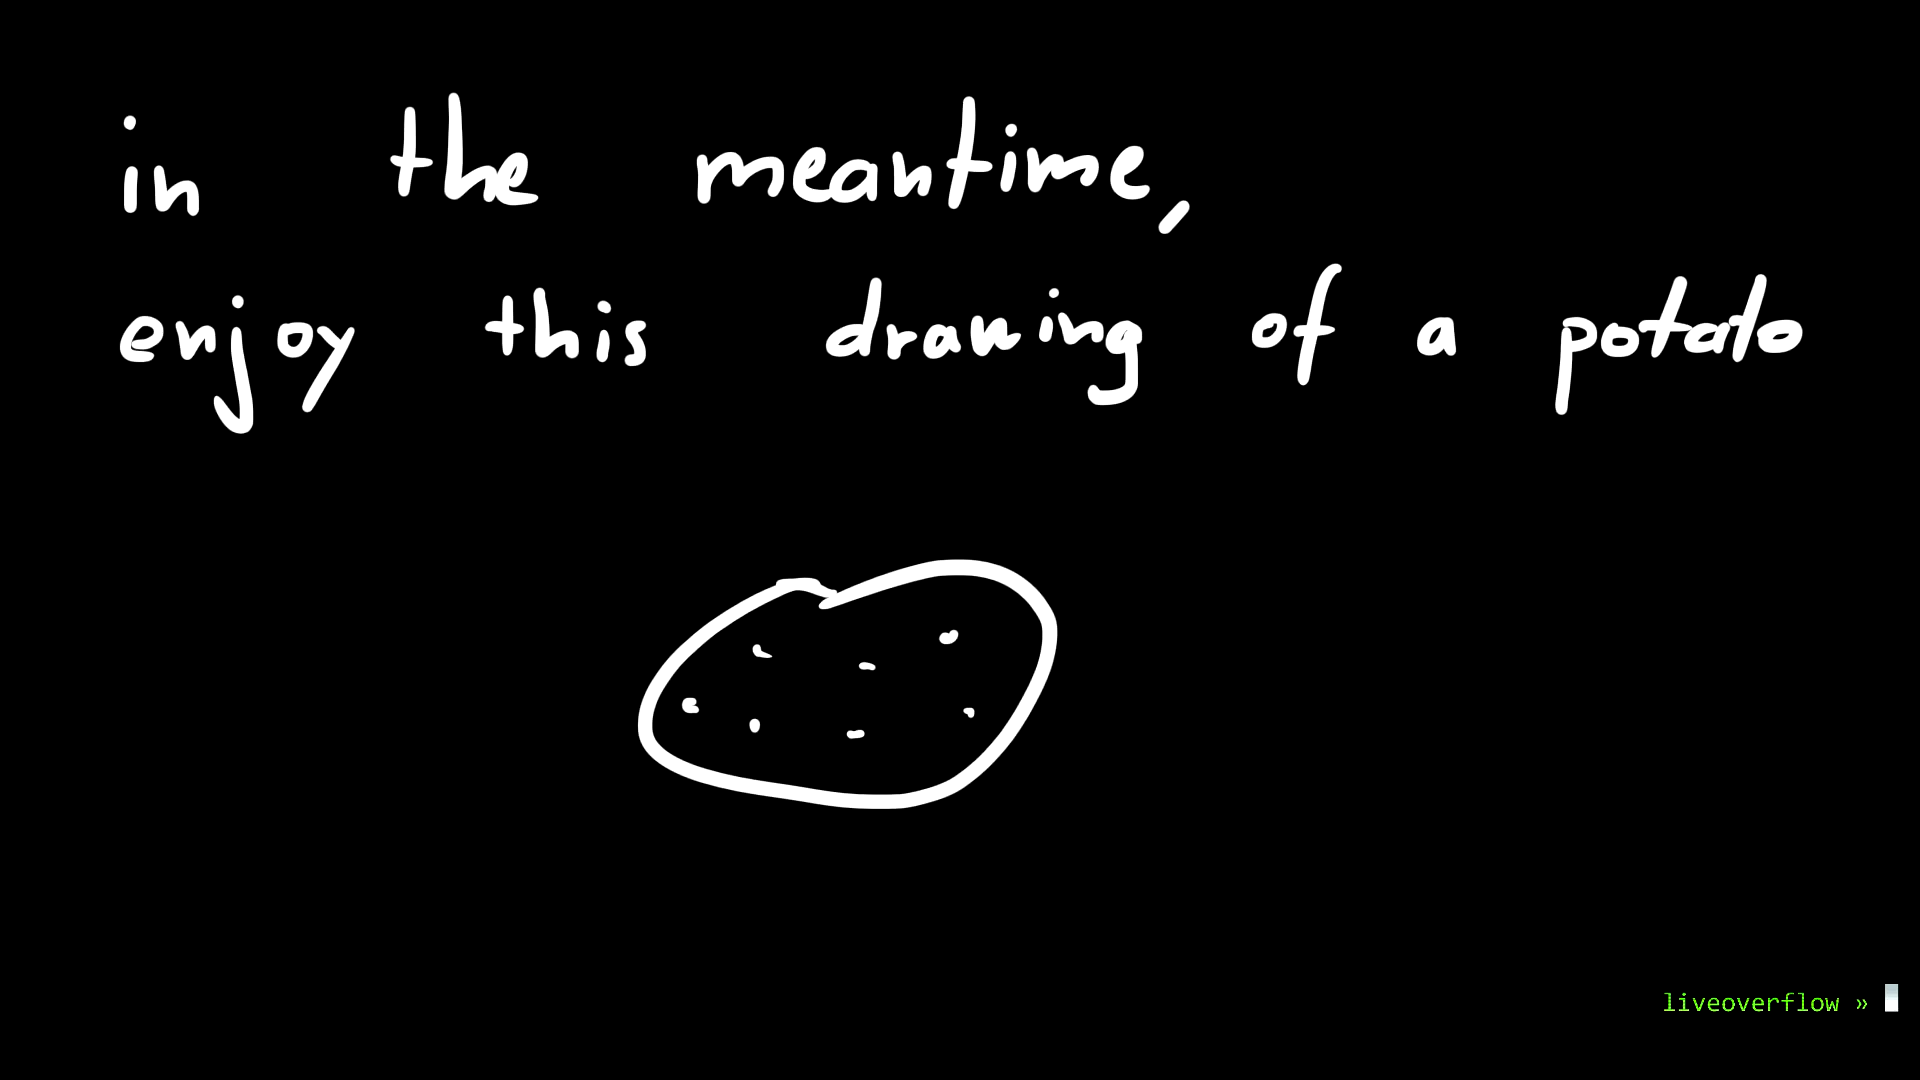 in the meantime,
enjoy this drawing of a potato
liveoverflow »